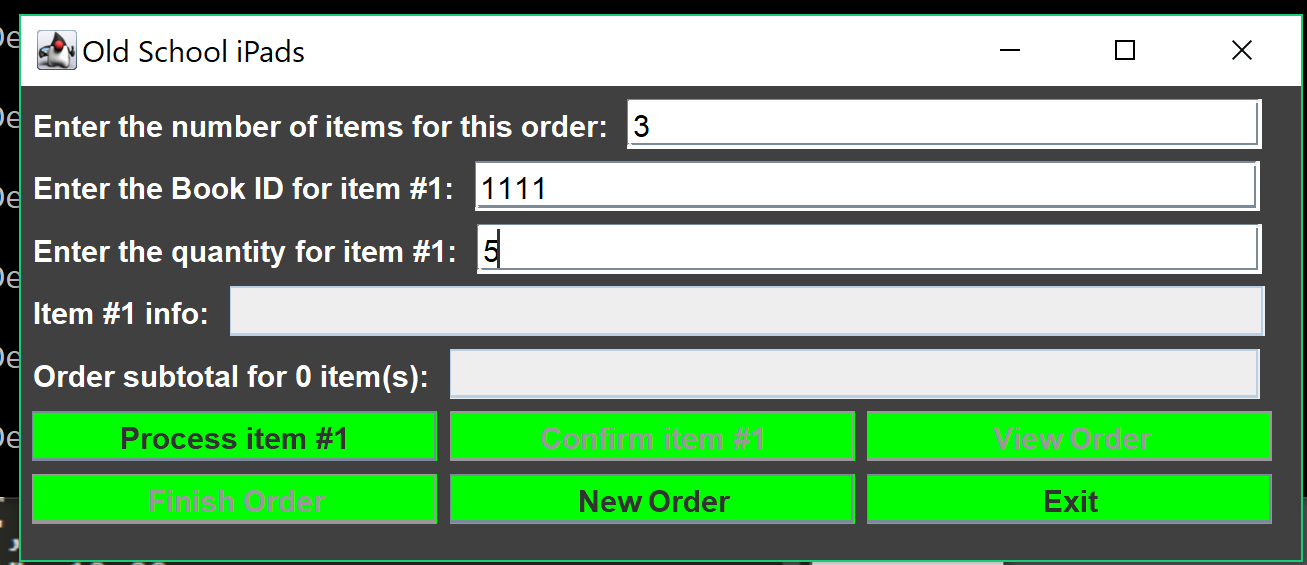 Old School iPads
Enter the number of items for this order: 3
Enter the Book ID for item #1: 1111
Enter the quantity for item #1: 5
Item #1 info:
Order subtotal for 0 item(s):
Process item #1 Confirm item #1 View Order
Finish Order New Order Exit